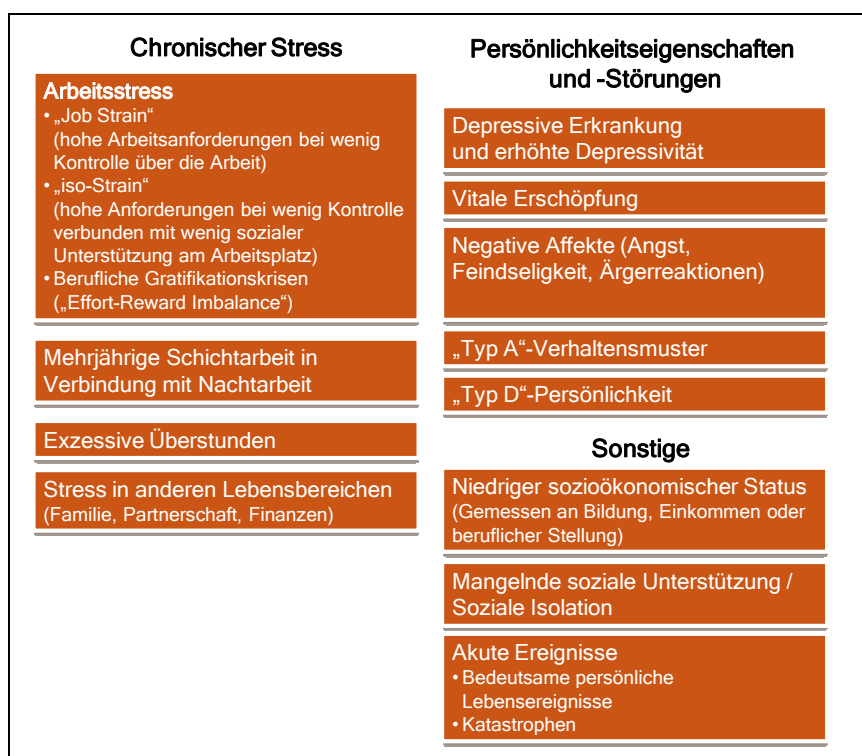 Chronischer Stress
Arbeitsstress
• „Job Strain“
(hohe Arbeitsanforderungen bei wenig
Kontrolle über die Arbeit)
• „iso-Strain“
(hohe Anforderungen bei wenig Kontrolle
verbunden mit wenig sozialer
Unterstützung am Arbeitsplatz)
• Berufliche Gratifikationskrisen
(„Effort-Reward Imbalance“)
Mehrjährige Schichtarbeit in
Verbindung mit Nachtarbeit
Exzessive Überstunden
Stress in anderen Lebensbereichen
(Familie, Partnerschaft, Finanzen)
Persönlichkeitseigenschaften
und -Störungen
Depressive Erkrankung
und erhöhte Depressivität
Vitale Erschöpfung
Negative Affekte (Angst,
Feindseligkeit, Ärgerreaktionen)
„Typ A“-Verhaltensmuster
„Typ D“-Persönlichkeit
Sonstige
Niedriger sozioökonomischer Status
(Gemessen an Bildung, Einkommen oder
beruflicher Stellung)
Mangelnde soziale Unterstützung /
Soziale Isolation
Akute Ereignisse
• Bedeutsame persönliche
Lebensereignisse
• Katastrophen